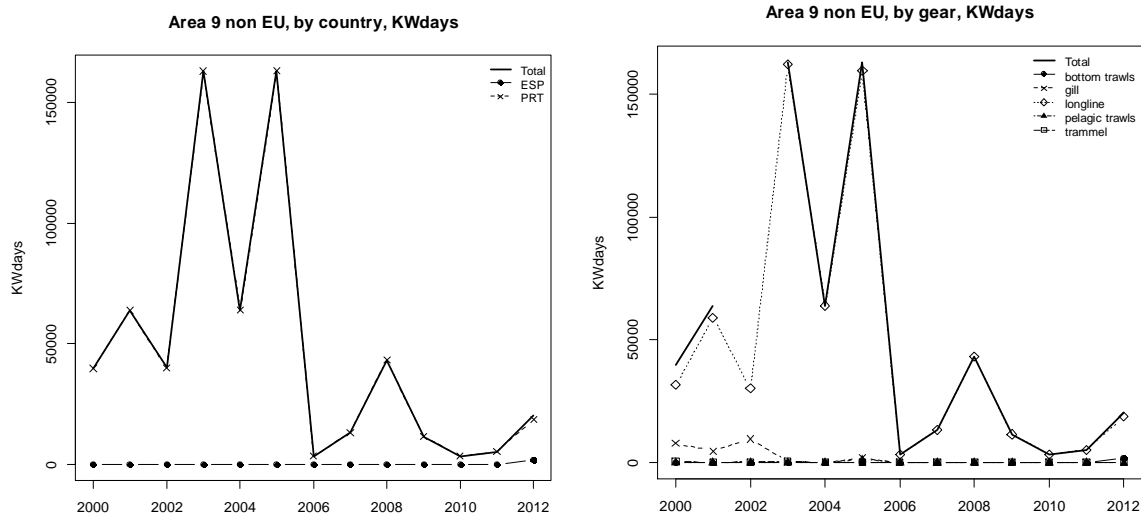 Area 9 non EU, by country, KWdays
Total
ESP
PRT
KWdays
150000
100000
50000
0
2000 2002 2004 2006 2008 2010 2012
Area 9 non EU, by gear, KWdays
Total
bottom trawls
gill
longline
pelagic trawls
trammel
KWdays
150000
100000
50000
0
2000 2002 2004 2006 2008 2010 2012